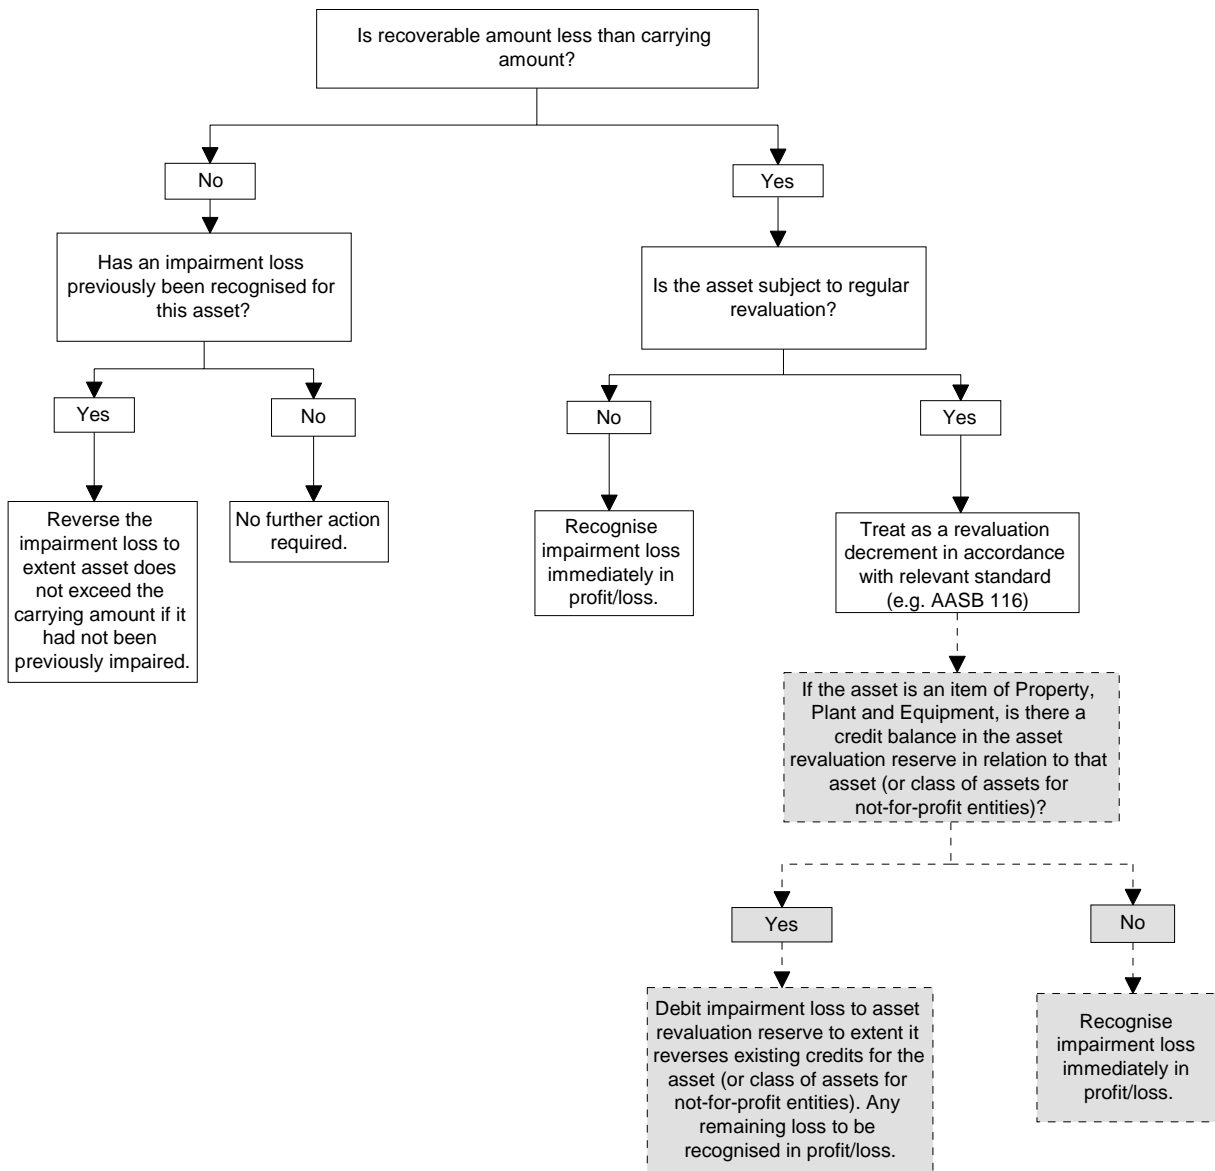 Is recoverable amount less than carrying
amount?
No
Yes
Has an impairment loss
previously been recognised for
this asset?
Is the asset subject to regular
revaluation?
Yes
No
No
Yes
Reverse the
impairment loss to
extent asset does
not exceed the
carrying amount if it
had not been
previously impaired.
No further action
required.
Recognise
impairment loss
immediately in
profit/loss.
Treat as a revaluation
decrement in accordance
with relevant standard
(e.g. AASB 116)
If the asset is an item of Property,
Plant and Equipment, is there a
credit balance in the asset
revaluation reserve in relation to that
asset (or class of assets for
not-for-profit entities)?
Yes
No
Debit impairment loss to asset
revaluation reserve to extent it
reverses existing credits for the
asset (or class of assets for
not-for-profit entities). Any
remaining loss to be
recognised in profit/loss.
Recognise
impairment loss
immediately in
profit/loss.